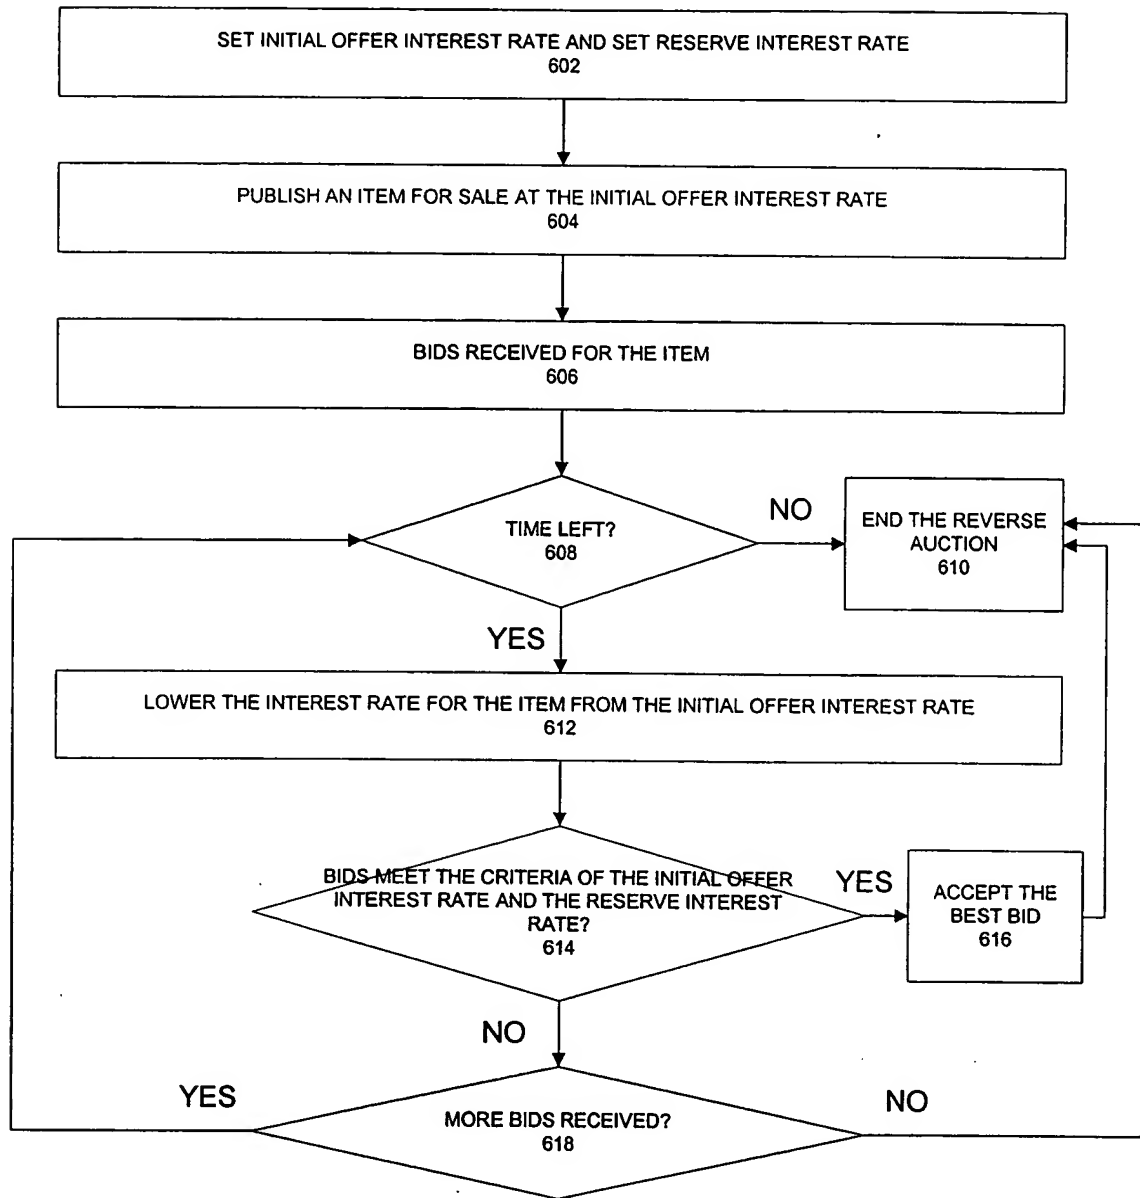 SET INITIAL OFFER INTEREST RATE AND SET RESERVE INTEREST RATE
602
PUBLISH AN ITEM FOR SALE AT THE INITIAL OFFER INTEREST RATE
604
BIDS RECEIVED FOR THE ITEM
606
TIME LEFT?
608
NO
END THE REVERSE
AUCTION
610
YES
LOWER THE INTEREST RATE FOR THE ITEM FROM THE INITIAL OFFER INTEREST RATE
612
BIDS MEET THE CRITERIA OF THE INITIAL OFFER
INTEREST RATE AND THE RESERVE INTEREST
RATE?
614
YES
ACCEPT THE
BEST BID
616
NO
YES
MORE BIDS RECEIVED?
618
NO